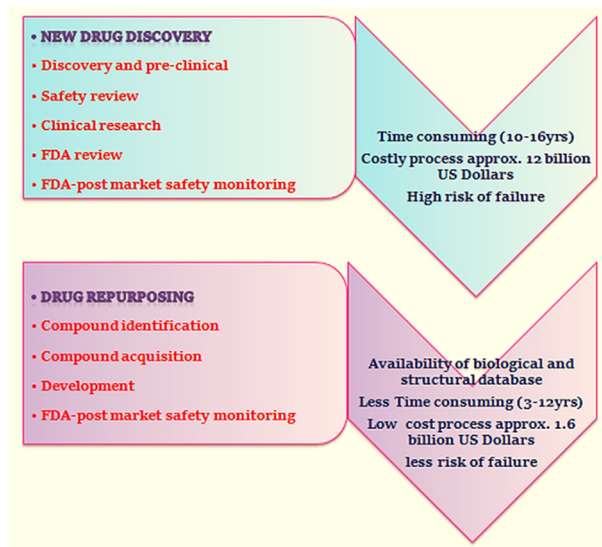 • NEW DRUG DISCOVERY
• Discovery and pre-clinical
• Safety review
• Clinical research
• FDA review
• FDA-post market safety monitoring
Time consuming (10-16yrs)
Costly process approx. 12 billion
US Dollars
High risk of failure
• DRUG REPURPOSING
• Compound identification
• Compound acquisition
• Development
• FDA-post market safety monitoring
Availability of biological and
structural database
Less Time consuming (3-12yrs)
Low cost process approx. 1.6
billion US Dollars
less risk of failure